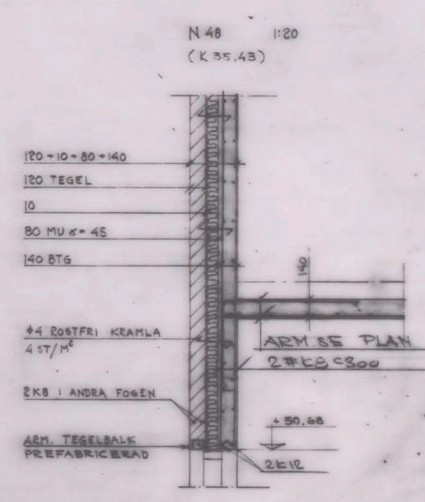 N 48 1:20
(K 35.43)
120+10+80+140
120 TEGEL
10
80 MU γ= 45
140 BTG
140
φ4 ROSTFRI KRAMLA
4 ST/M²
ARM. SE PLAN
2#K8 C300
2K8 I ANDRA FOGEN
+50,68
ARM. TEGELBALK
PREFABRICERAD
2K12